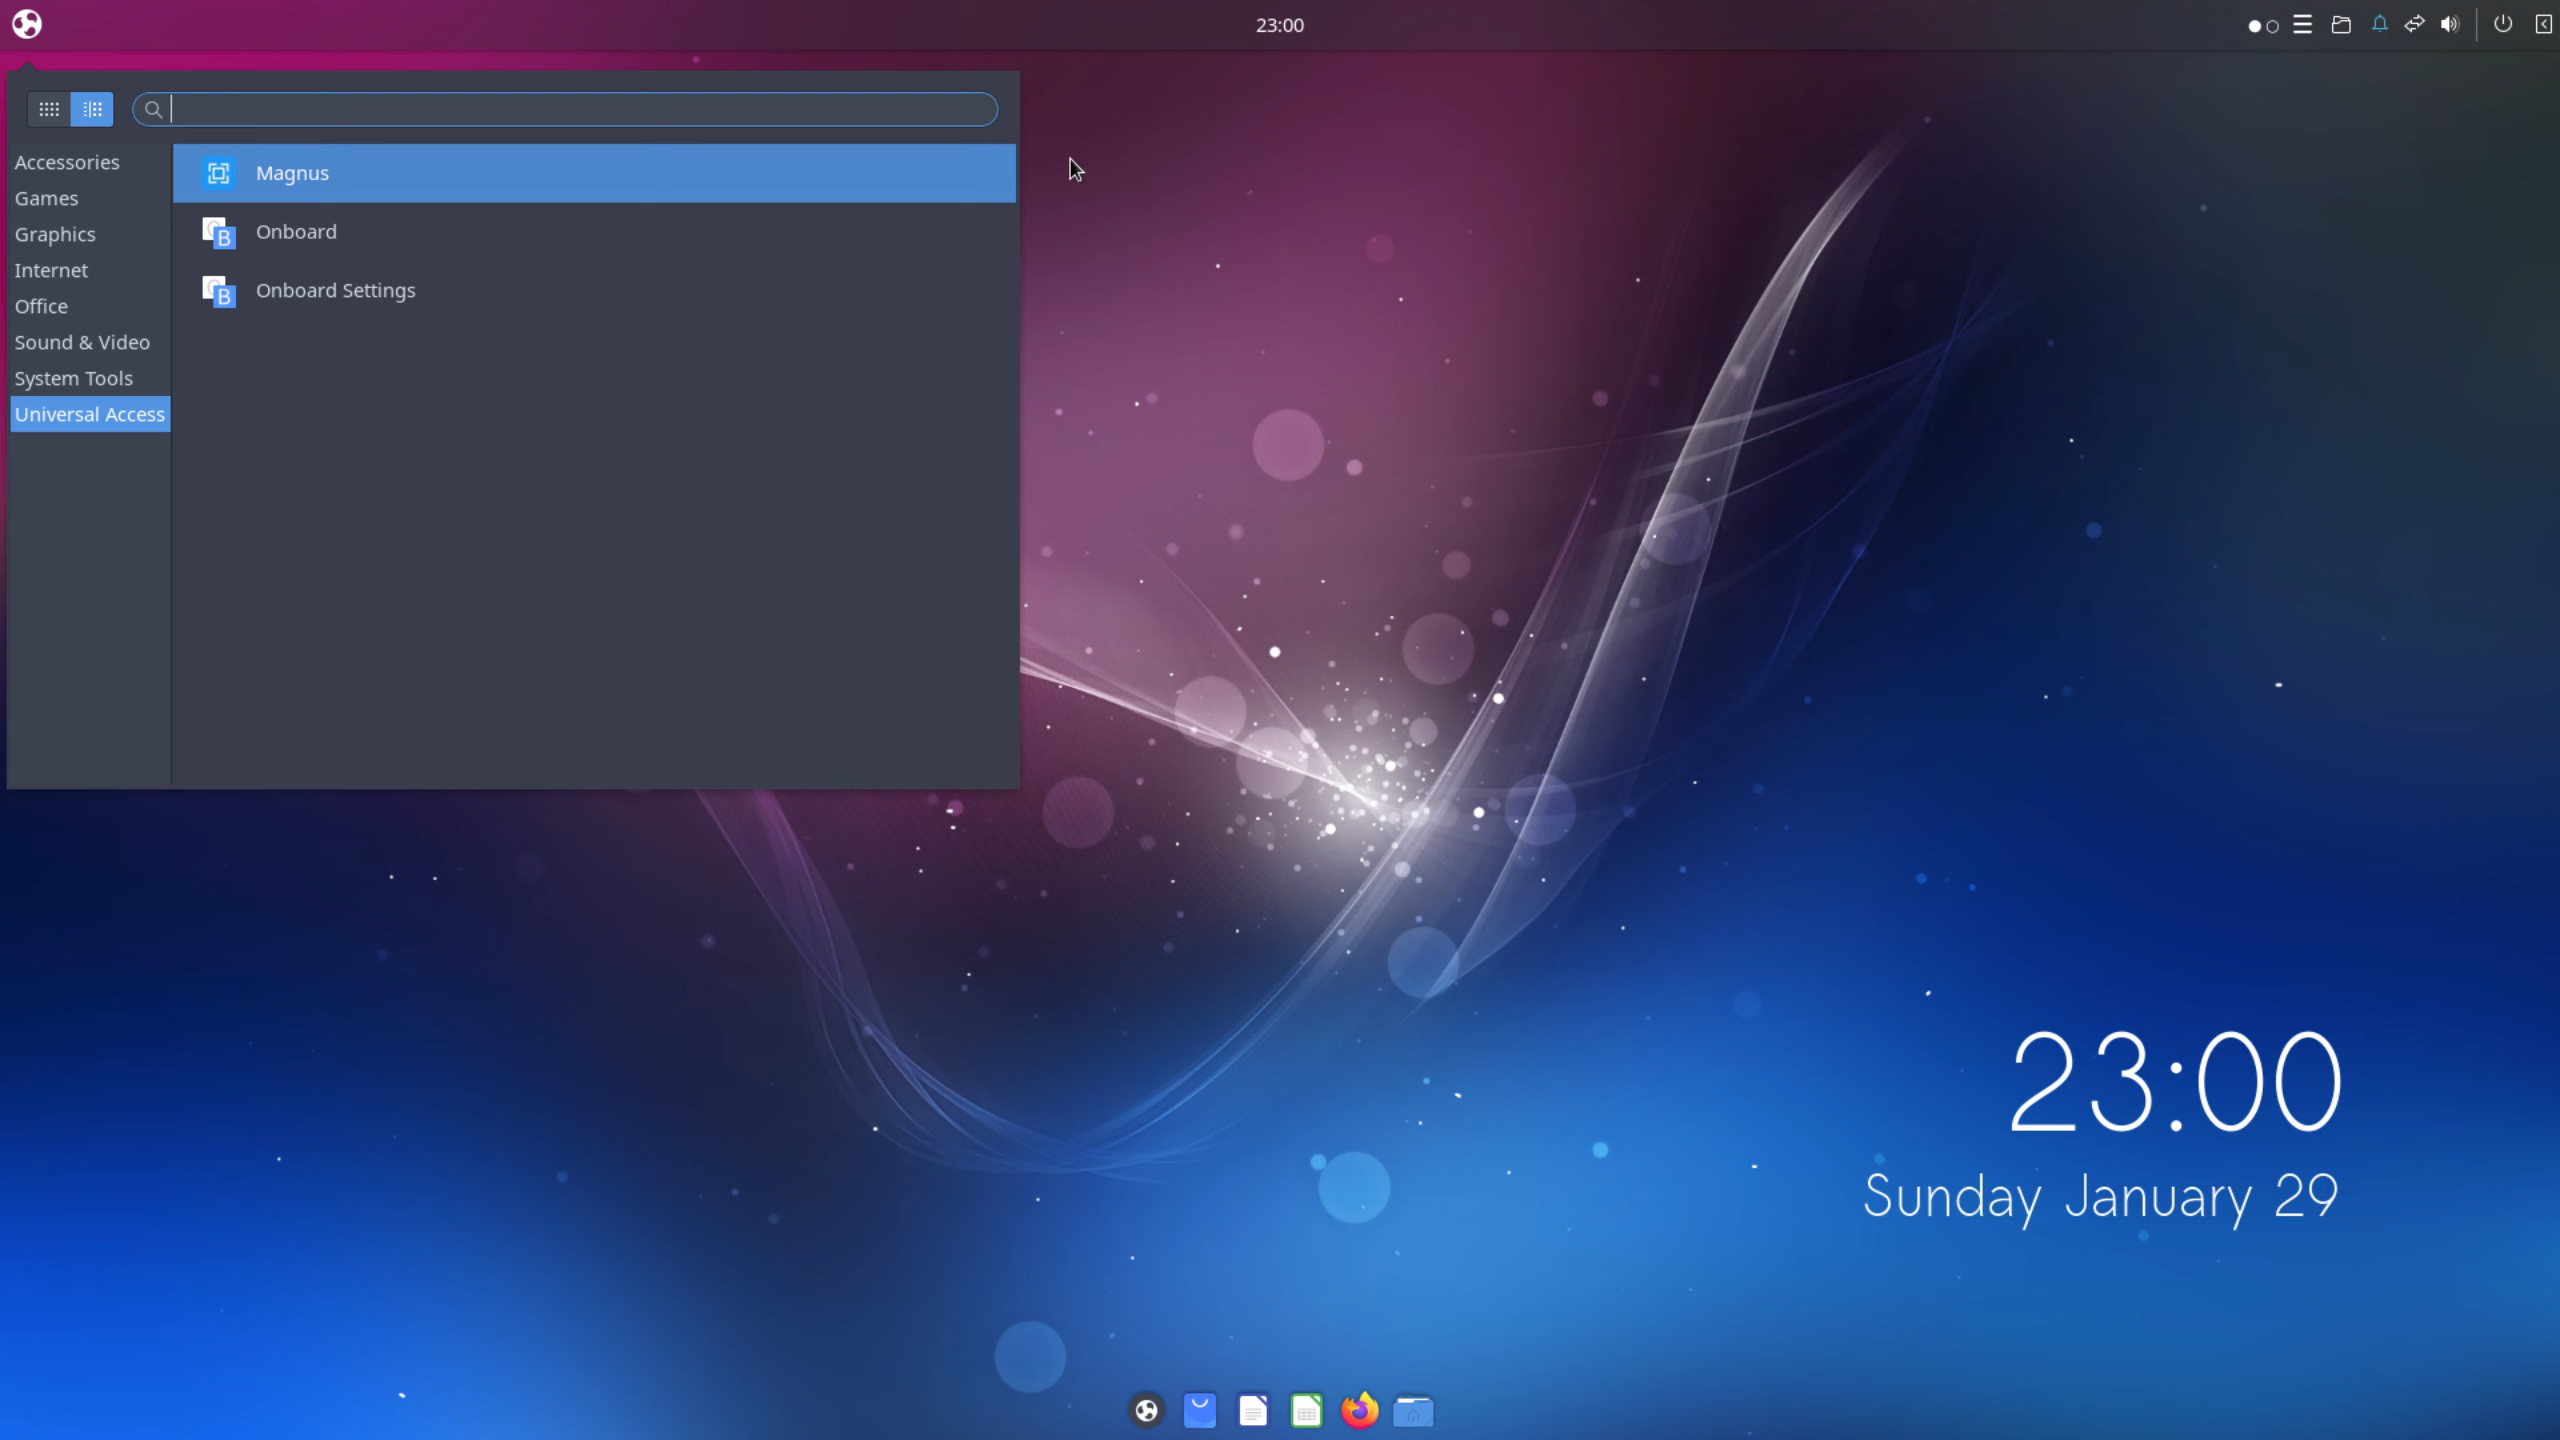 23:00
Accessories
Games
Graphics
Internet
Office
Sound & Video
System Tools
Universal Access
Magnus
Onboard
Onboard Settings
23:00
Sunday January 29